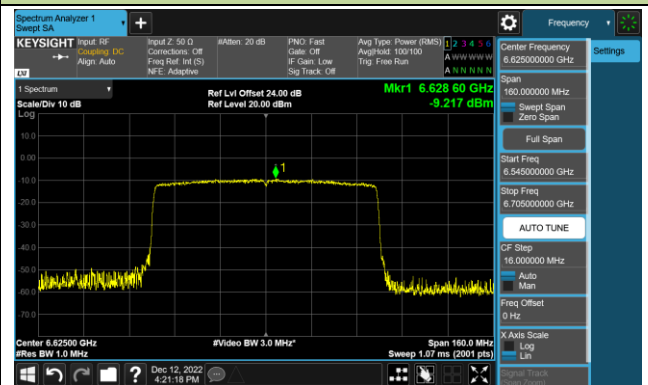 Spectrum Analyzer 1
Swept SA
Frequency
KEYSIGHT
Input: RF
Coupling: DC
Align: Auto
Input Z: 50 Ω
Corrections: Off
Freq Ref: Int (S)
NFE: Adaptive
#Atten: 20 dB
PNO: Fast
Gate: Off
IF Gain: Low
Sig Track: Off
Avg Type: Power (RMS)
Avg|Hold: 100/100
Trig: Free Run
1 2 3 4 5 6
A W W W W W
A N N N N N
LXI
1 Spectrum
Scale/Div 10 dB
Ref Lvl Offset 24.00 dB
Ref Level 20.00 dBm
Mkr1 6.628 60 GHz
-9.217 dBm
Log
10.0
0.00
-10.0
-20.0
-30.0
-40.0
-50.0
-60.0
-70.0
1
Center 6.62500 GHz
#Res BW 1.0 MHz
#Video BW 3.0 MHz*
Span 160.0 MHz
Sweep 1.07 ms (2001 pts)
Dec 12, 2022
4:21:18 PM
Center Frequency
6.625000000 GHz
Span
160.000000 MHz
Swept Span
Zero Span
Full Span
Start Freq
6.545000000 GHz
Stop Freq
6.705000000 GHz
AUTO TUNE
CF Step
16.000000 MHz
Auto
Man
Freq Offset
0 Hz
X Axis Scale
Log
Lin
Signal Track
(Span Zoom)
Settings